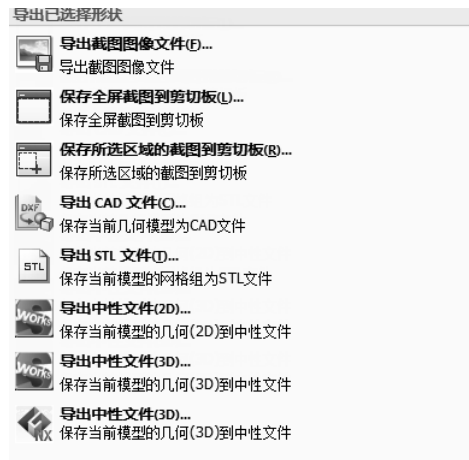 导出已选择形状
导出截图图像文件(F)...
导出截图图像文件
保存全屏截图到剪切板(L)...
保存全屏截图到剪切板
保存所选区域的截图到剪切板(R)...
保存所选区域的截图到剪切板
DXF
导出 CAD 文件(C)...
保存当前几何模型为CAD文件
STL
导出 STL 文件(T)...
保存当前模型的网格组为STL文件
Works
导出中性文件(2D)...
保存当前模型的几何(2D)到中性文件
Works
导出中性文件(3D)...
保存当前模型的几何(3D)到中性文件
NX
导出中性文件(3D)...
保存当前模型的几何(3D)到中性文件